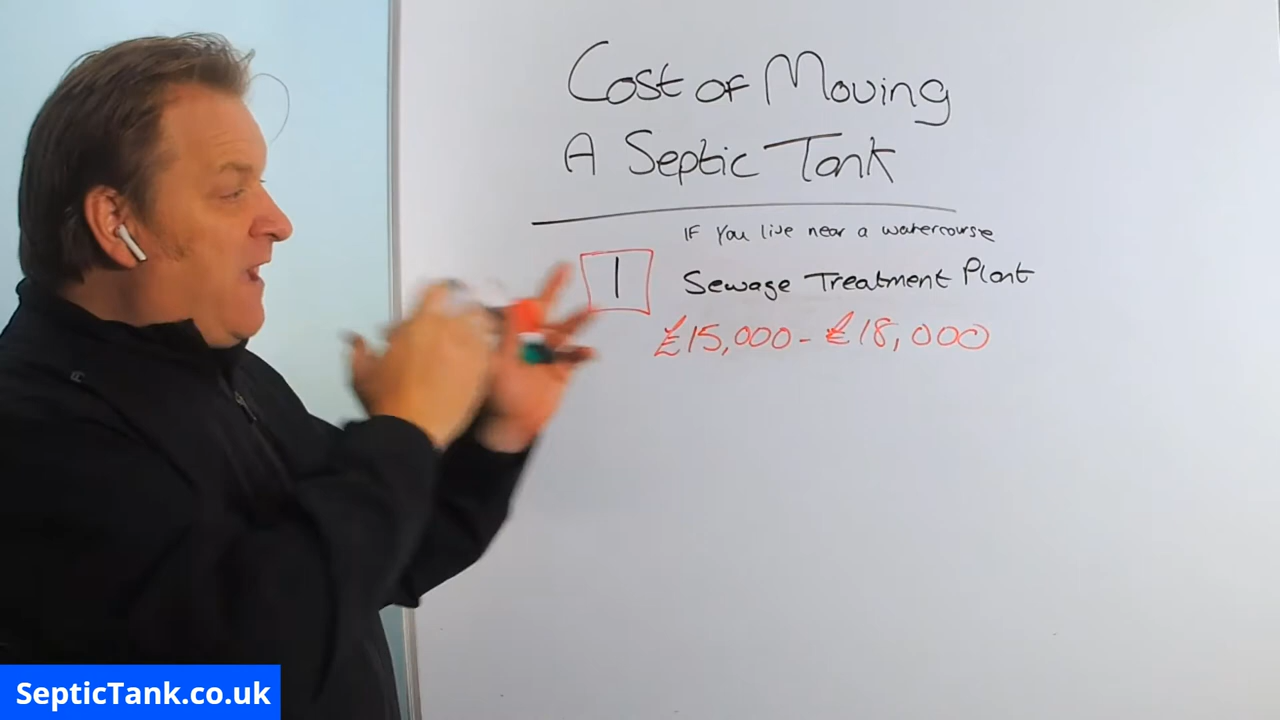 Cost of Moving
A Septic Tank
IF You live near a watercourse
1
Sewage Treatment Plant
£15,000 - £18,000
SepticTank.co.uk